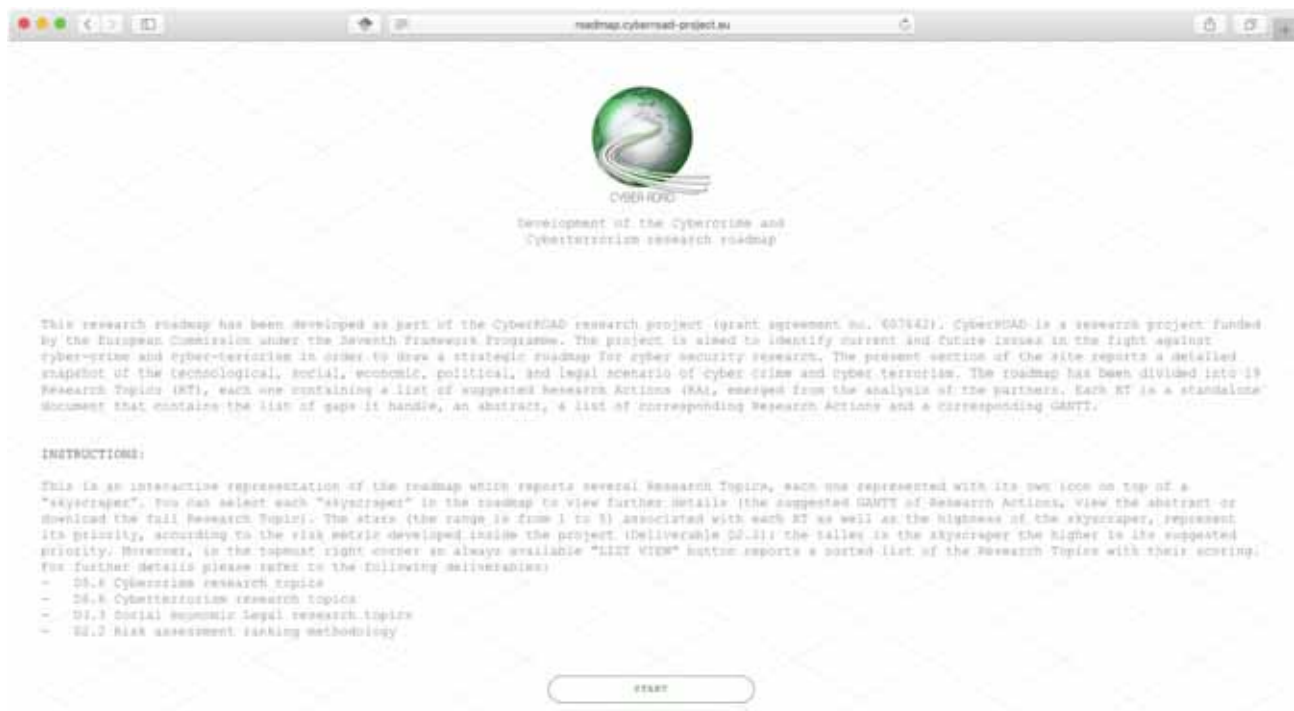 roadmap.cyberroad-project.eu
CYBER ROAD
Development of the Cybercrime and
Cyberterrorism research roadmap
This research roadmap has been developed as part of the CyberROAD research project (grant agreement no. 607642). CyberROAD is a research project funded
by the European Commission under the Seventh Framework Programme. The project is aimed to identify current and future issues in the fight against
cyber-crime and cyber-terrorism in order to draw a strategic roadmap for cyber security research. The present section of the site reports a detailed
snapshot of the technological, social, economic, political, and legal scenario of cyber crime and cyber terrorism. The roadmap has been divided into 19
Research Topics (RT), each one containing a list of suggested Research Actions (RA), emerged from the analysis of the partners. Each RT is a standalone
document that contains the list of gaps it handle, an abstract, a list of corresponding Research Actions and a corresponding GANTT.
INSTRUCTIONS:
This is an interactive representation of the roadmap which reports several Research Topics, each one represented with its own icon on top of a
"skyscraper". You can select each "skyscraper" in the roadmap to view further details (the suggested GANTT of Research Actions, view the abstract or
download the full Research Topic). The stars (the range is from 1 to 5) associated with each RT as well as the highness of the skyscraper, represent
its priority, according to the risk metric developed inside the project (Deliverable D2.2): the taller is the skyscraper the higher is its suggested
priority. Moreover, in the topmost right corner an always available "LIST VIEW" button reports a sorted list of the Research Topics with their scoring.
For further details please refer to the following deliverables:
- D5.6 Cybercrime research topics
- D6.6 Cyberterrorism research topics
- D3.3 Social economic Legal research topics
- D2.2 Risk assessment ranking methodology
START